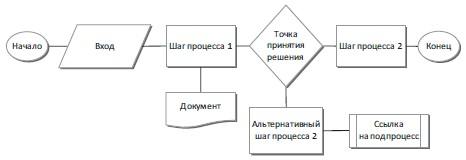 Начало
Вход
Шаг процесса 1
Точка
принятия
решения
Шаг процесса 2
Конец
Документ
Альтернативный
шаг процесса 2
Ссылка
на подпроцесс